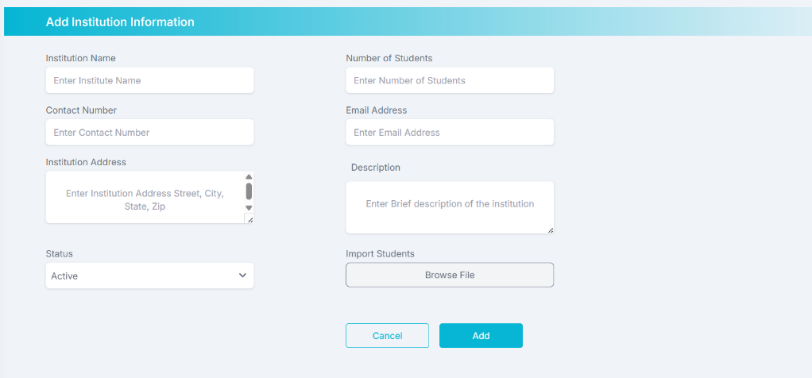 Add Institution Information
Institution Name
Enter Institute Name
Number of Students
Enter Number of Students
Contact Number
Enter Contact Number
Email Address
Enter Email Address
Institution Address
Enter Institution Address Street, City,
State, Zip
Description
Enter Brief description of the institution
Status
Active
Import Students
Browse File
Cancel
Add